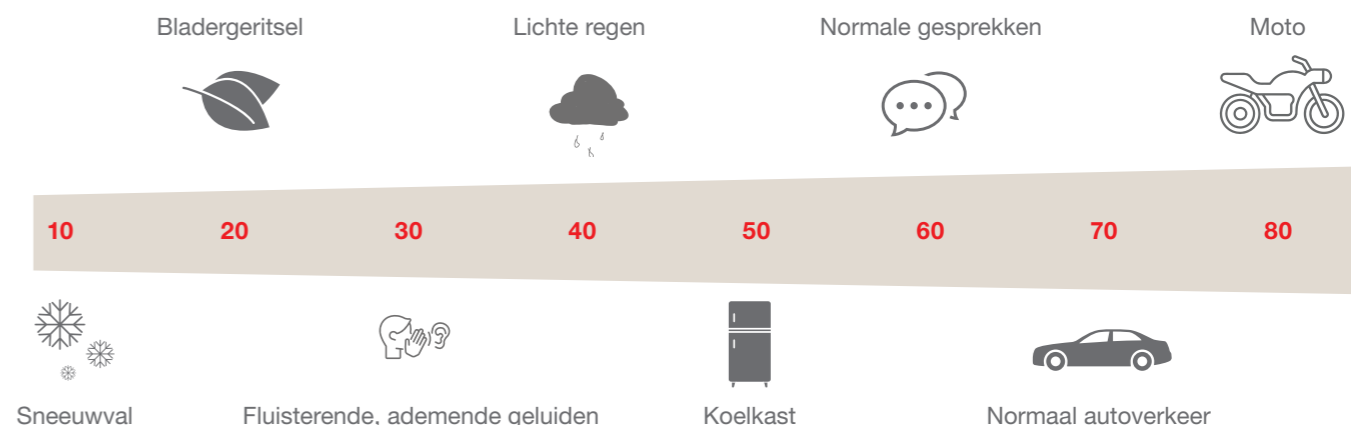 Bladergeritsel Lichte regen Normale gesprekken Moto
10 20 30 40 50 60 70 80
Sneeuwval Fluisterende, ademende geluiden Koelkast Normaal autoverkeer